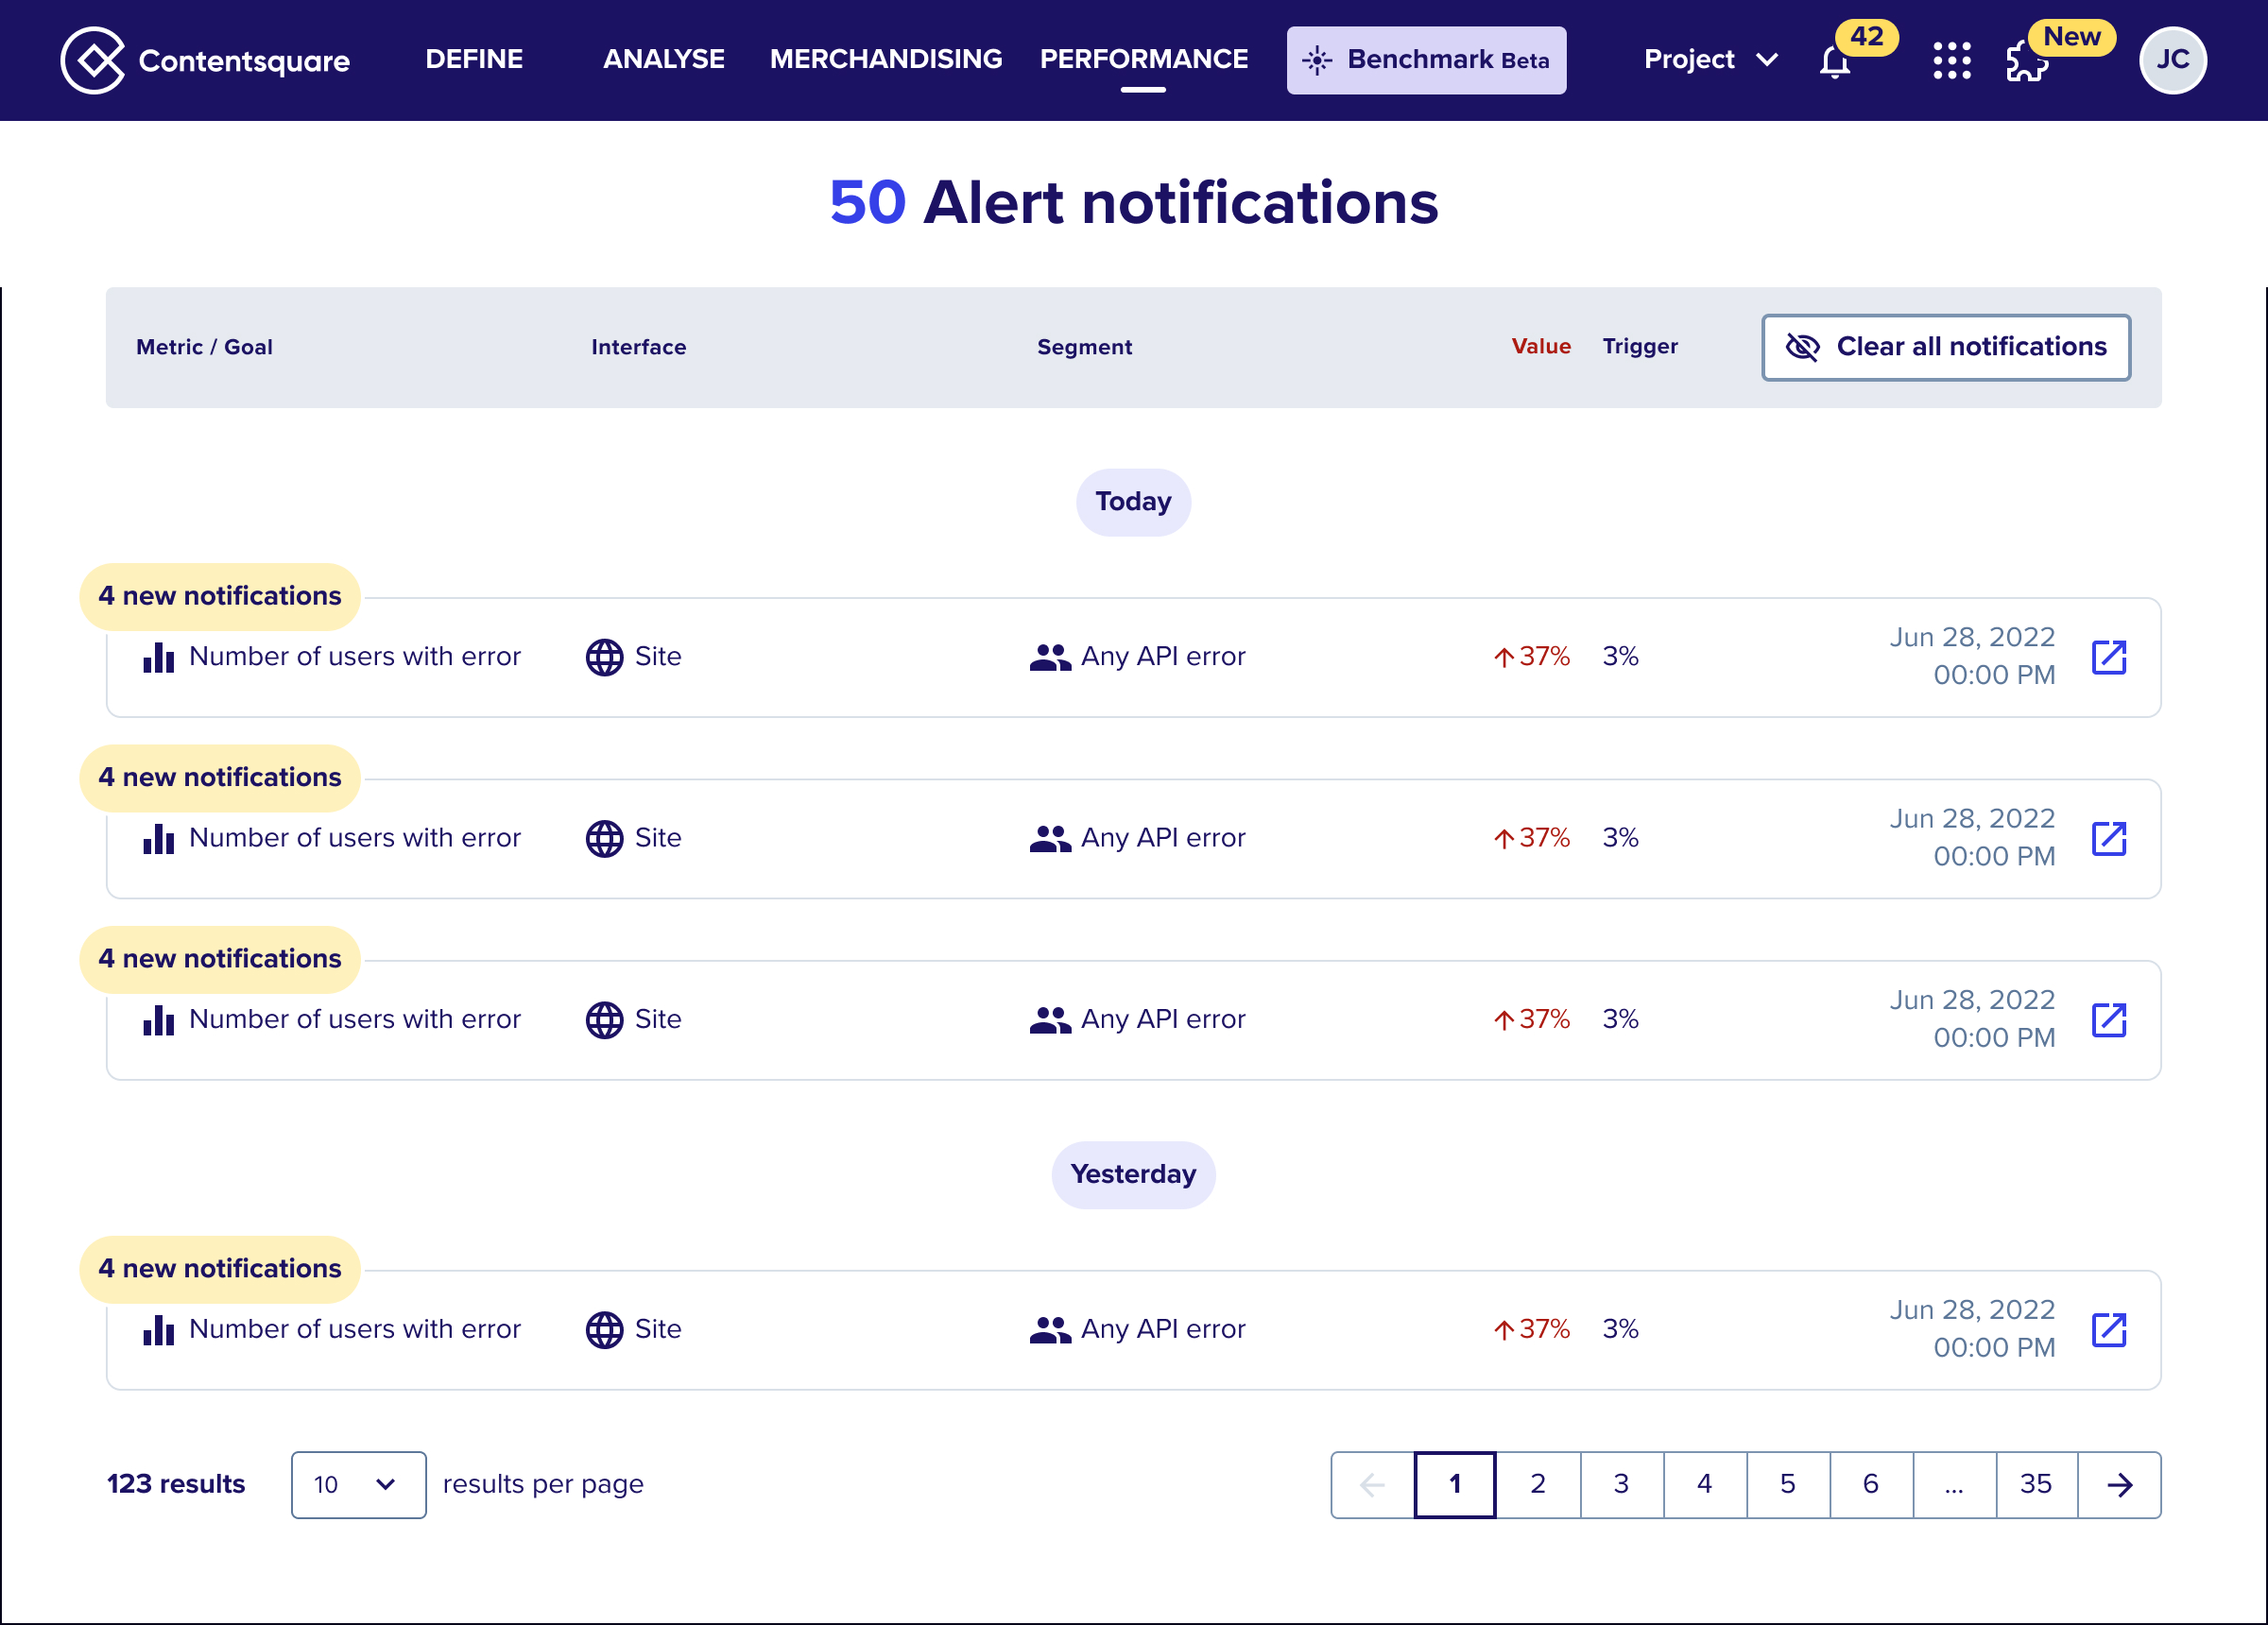 Contentsquare
DEFINE
ANALYSE
MERCHANDISING
PERFORMANCE
Benchmark Beta
Project
42
New
JC
50 Alert notifications
Metric / Goal
Interface
Segment
Value
Trigger
Clear all notifications
Today
4 new notifications
Number of users with error
Site
Any API error
37%
3%
Jun 28, 2022
00:00 PM
4 new notifications
Number of users with error
Site
Any API error
37%
3%
Jun 28, 2022
00:00 PM
4 new notifications
Number of users with error
Site
Any API error
37%
3%
Jun 28, 2022
00:00 PM
Yesterday
4 new notifications
Number of users with error
Site
Any API error
37%
3%
Jun 28, 2022
00:00 PM
123 results
10
results per page
1
2
3
4
5
6
...
35